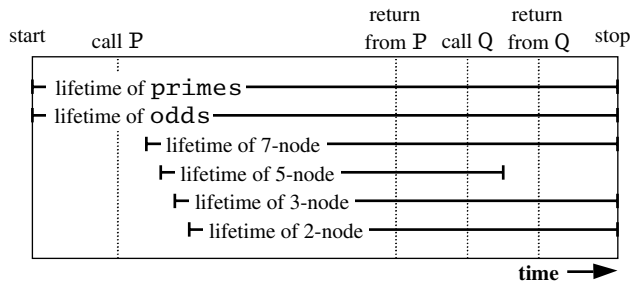 start call P return from P call Q return from Q stop
lifetime of primes
lifetime of odds
lifetime of 7-node
lifetime of 5-node
lifetime of 3-node
lifetime of 2-node
time